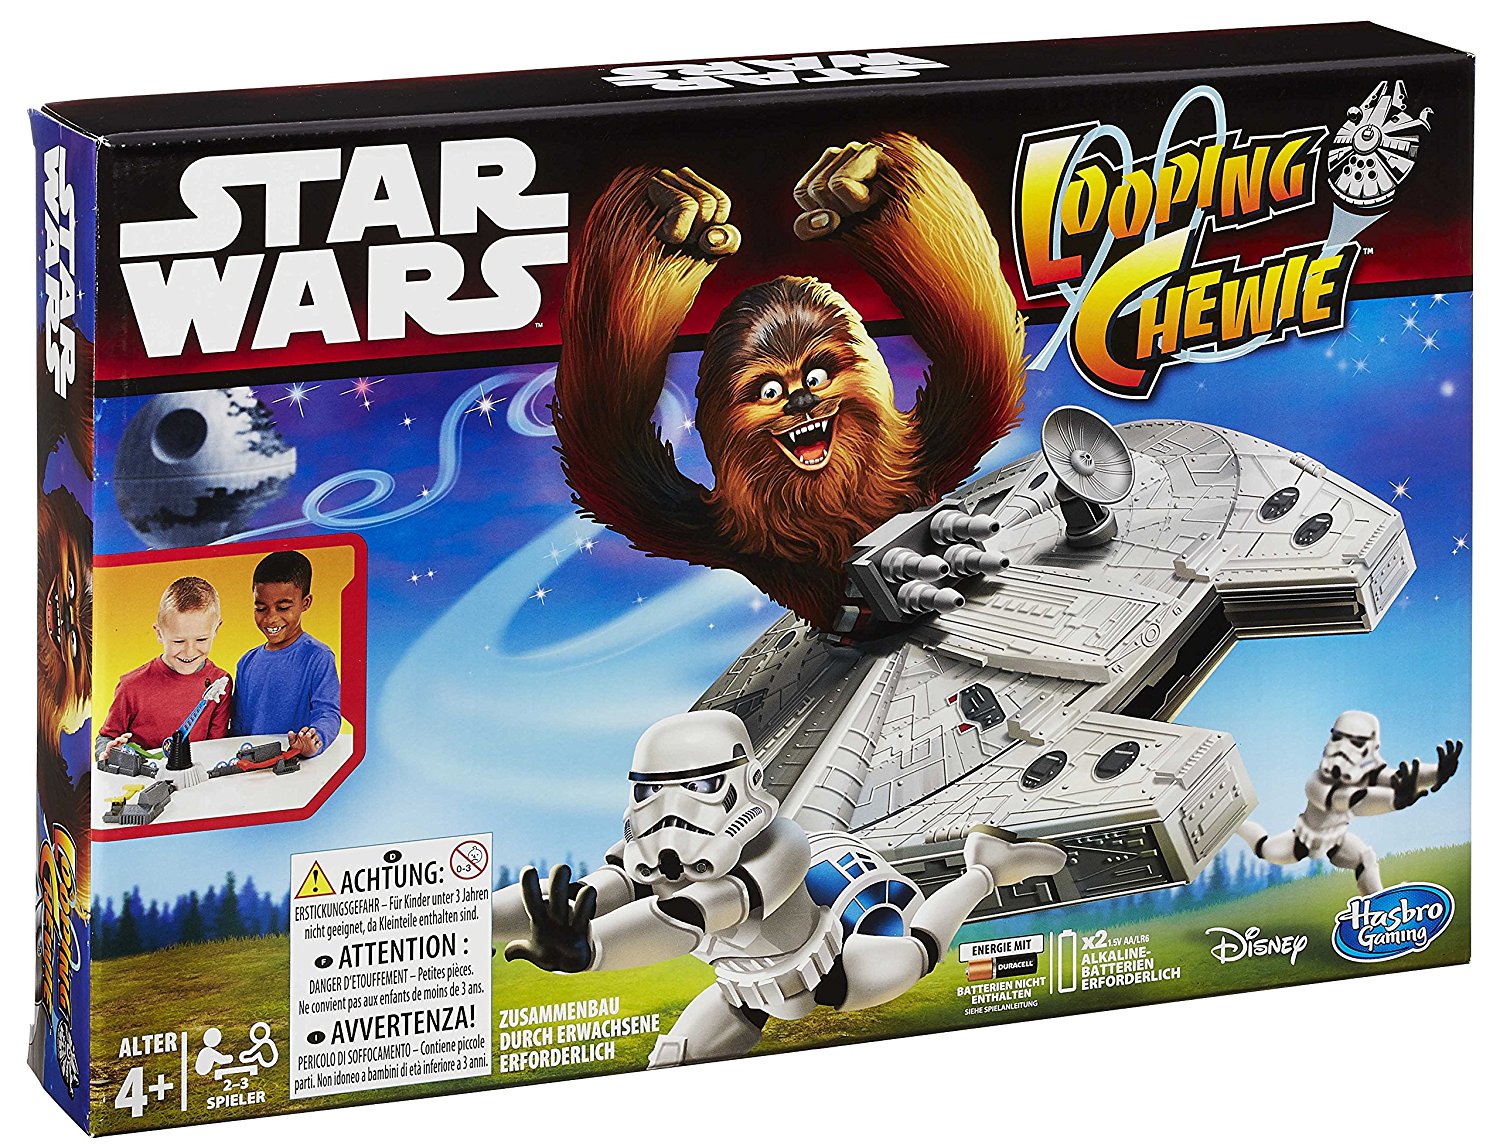 STAR WARS
STAR
WARS
STAR
WARS™
LOOPING
CHEWIE™
LOOPING
CHEWIE
D
ACHTUNG:
0-3
ERSTICKUNGSGEFAHR – Für Kinder unter 3 Jahren
nicht geeignet, da Kleinteile enthalten sind.
F ATTENTION :
DANGER D'ETOUFFEMENT – Petites pièces.
Ne convient pas aux enfants de moins de 3 ans.
I AVVERTENZA!
PERICOLO DI SOFFOCAMENTO – Contiene piccole
parti. Non idoneo a bambini di età inferiore a 3 anni.
ALTER
4+
2–3
SPIELER
ZUSAMMENBAU
DURCH ERWACHSENE
ERFORDERLICH
ENERGIE MIT
DURACELL
BATTERIEN NICHT
ENTHALTEN
SIEHE SPIELANLEITUNG
x2 1.5V AA/LR6
ALKALINE-
BATTERIEN
ERFORDERLICH
Disney
Hasbro
Gaming